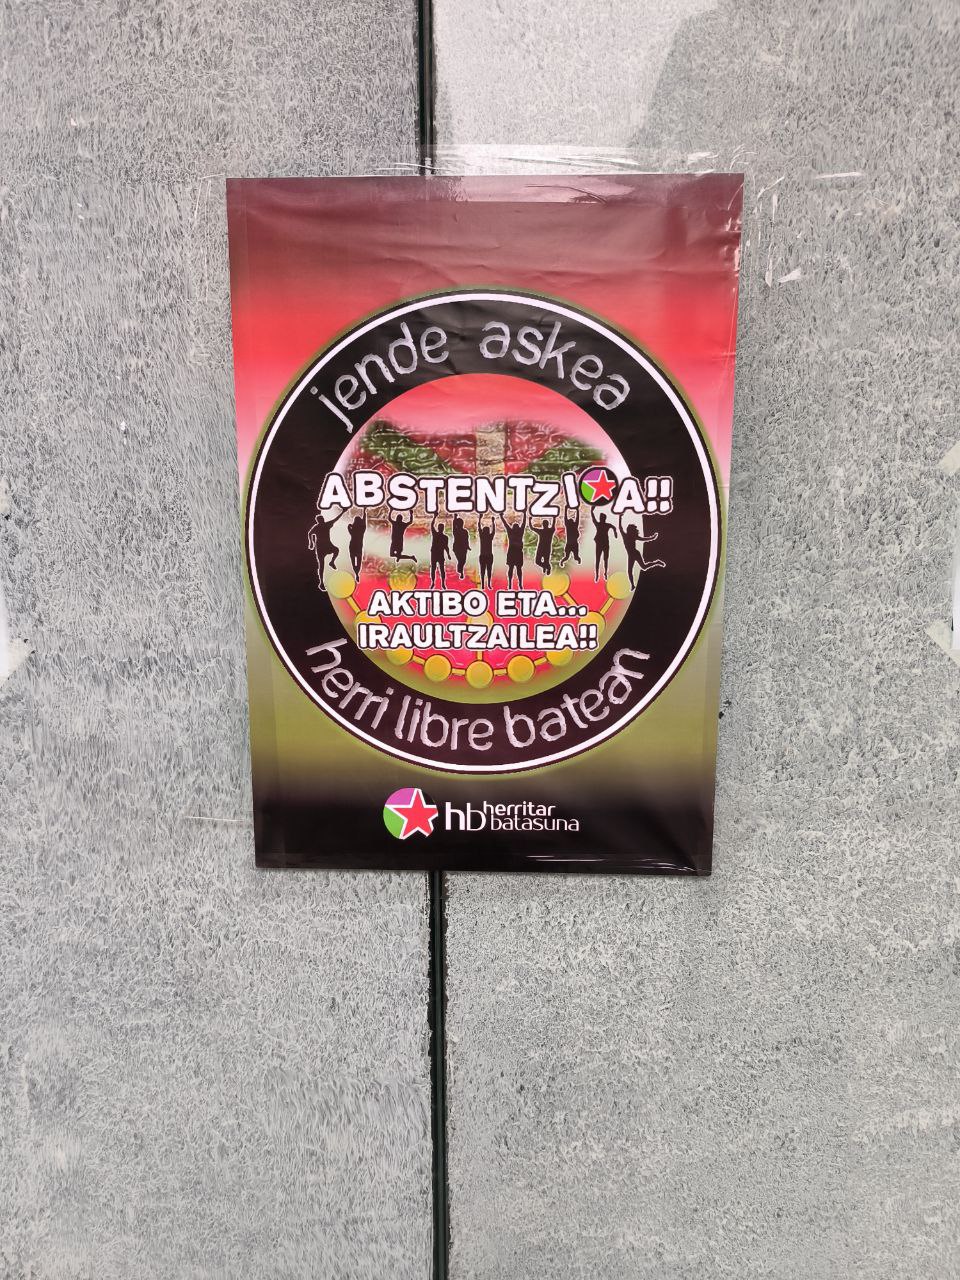 jende askea
ABSTENTZIOA!!
AKTIBO ETA...
IRAULTZAILEA!!
herri libre batean
hb herritar
batasuna